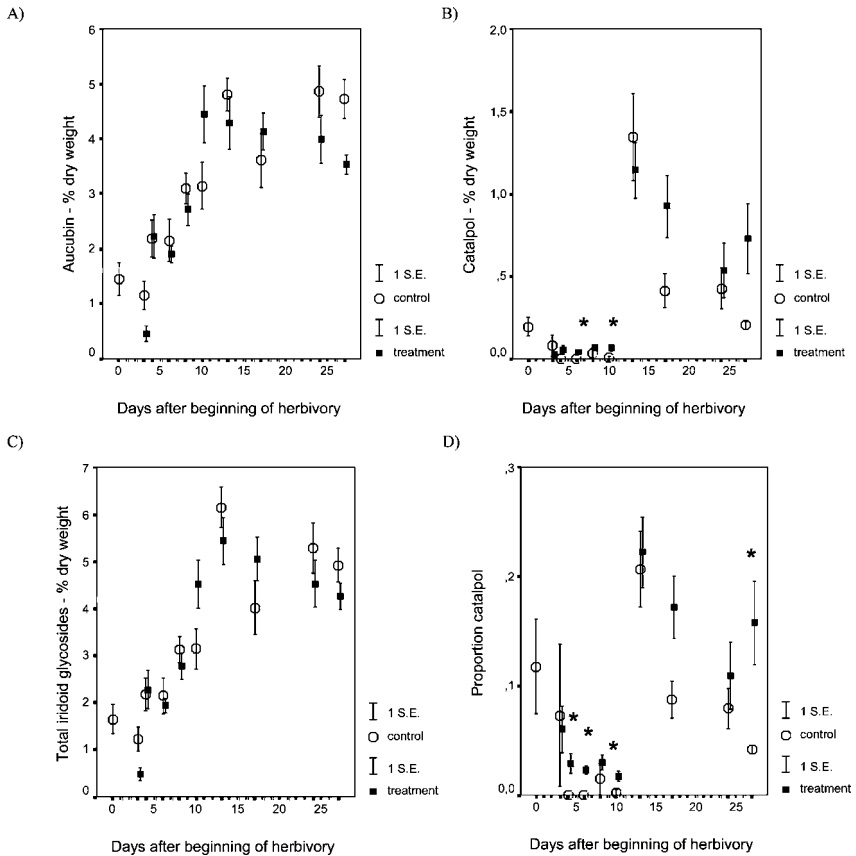 A)
6
5
4
3
2
1
0
Aucubin - % dry weight
0 5 10 15 20 25
Days after beginning of herbivory
1 S.E.
control
1 S.E.
treatment
B)
2,0
1,5
1,0
,5
0,0
Catalpol - % dry weight
* *
0 5 10 15 20 25
Days after beginning of herbivory
1 S.E.
control
1 S.E.
treatment
C)
7
6
5
4
3
2
1
0
Total iridoid glycosides - % dry weight
0 5 10 15 20 25
Days after beginning of herbivory
1 S.E.
control
1 S.E.
treatment
D)
,3
,2
,1
0,0
Proportion catalpol
* * * *
0 5 10 15 20 25
Days after beginning of herbivory
1 S.E.
control
1 S.E.
treatment